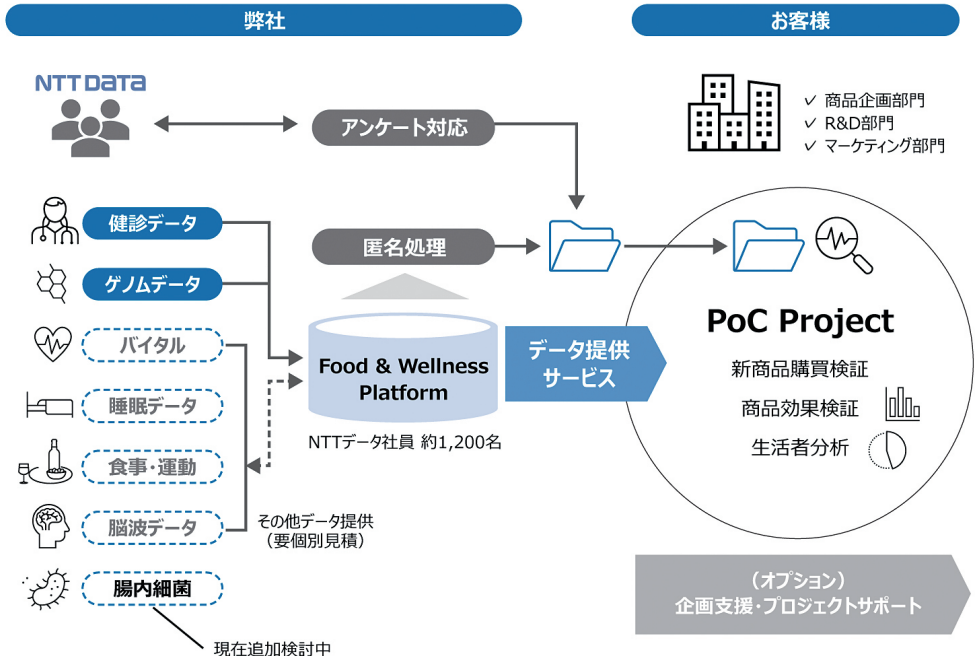 弊社
お客様
NTT DATA
アンケート対応
✓ 商品企画部門
✓ R&D部門
✓ マーケティング部門
健診データ
匿名処理
ゲノムデータ
バイタル
睡眠データ
食事・運動
脳波データ
腸内細菌
現在追加検討中
その他データ提供
（要個別見積）
Food & Wellness
Platform
NTTデータ社員 約1,200名
データ提供
サービス
PoC Project
新商品購買検証
商品効果検証
生活者分析
（オプション）
企画支援・プロジェクトサポート